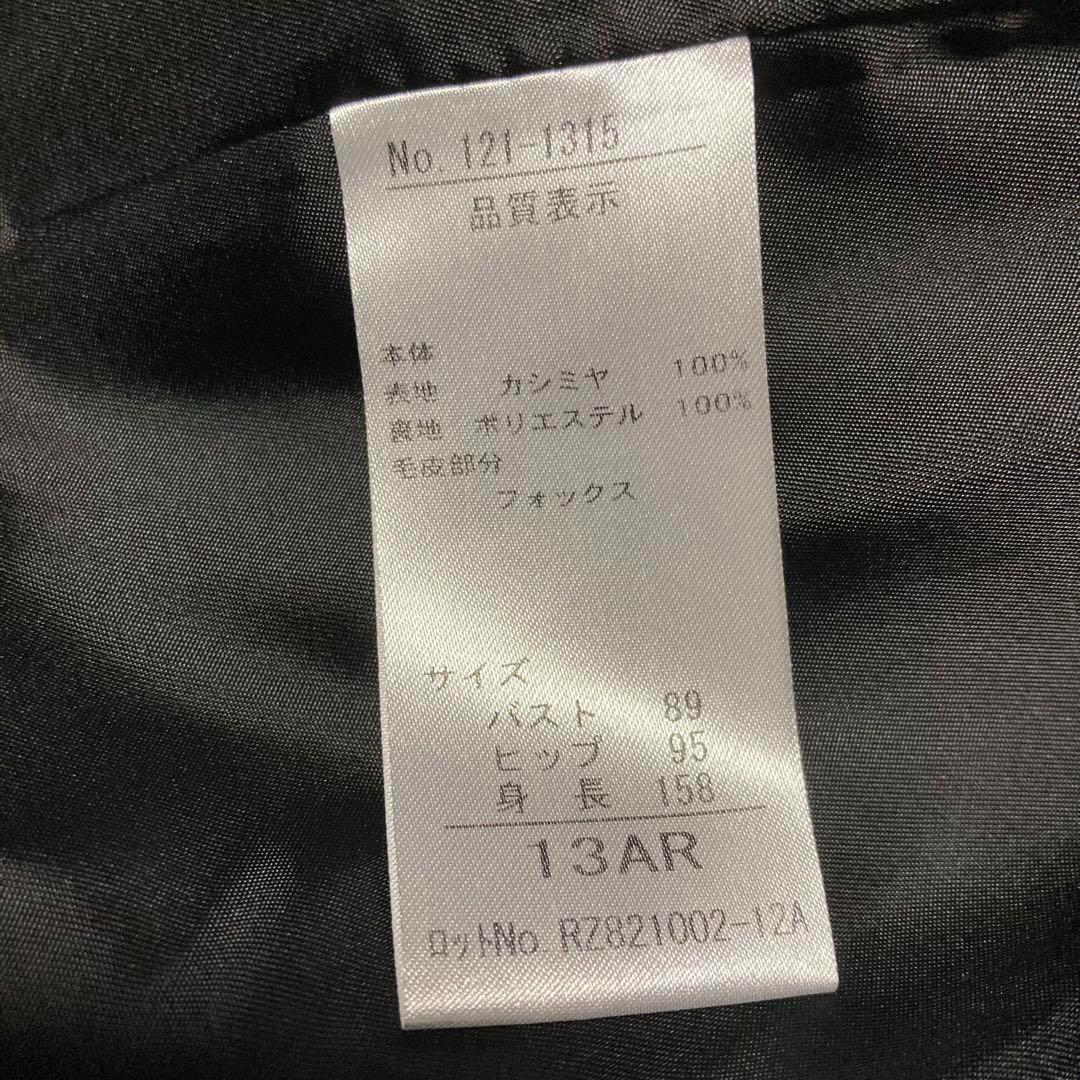 No. 121-1315
品質表示
本体
表地 カシミヤ 100%
裏地 ポリエステル 100%
毛皮部分
フォックス
サイズ
バスト 89
ヒップ 95
身長 158
13AR
ロットNo. RZ821002-12A